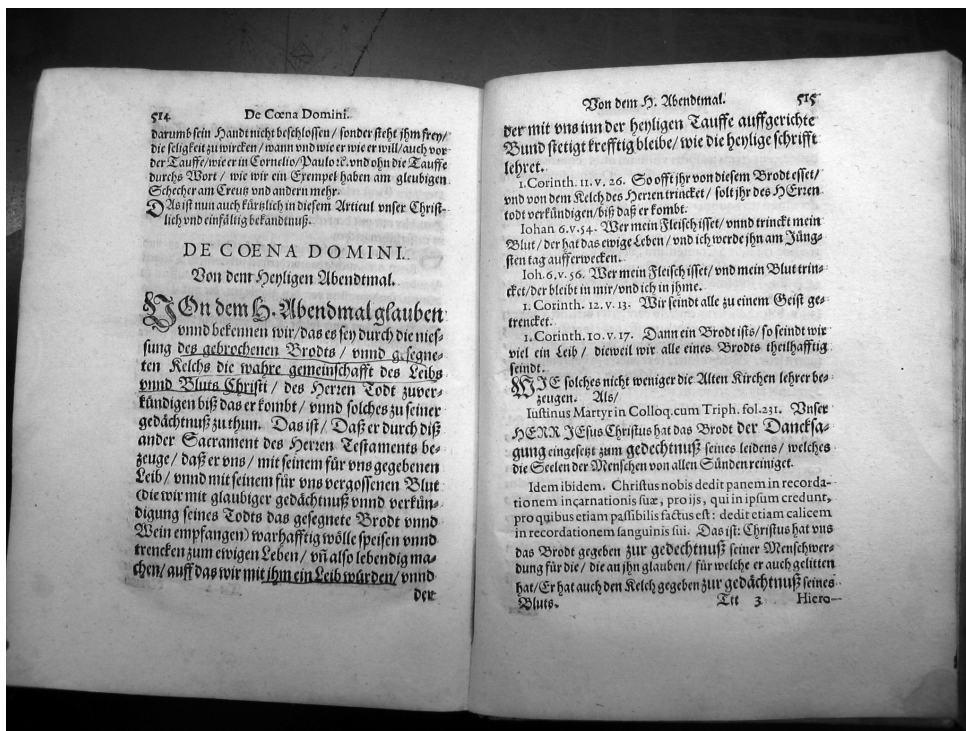 514 De Cœna Domini.
darumb sein Handt nicht beschlossen / sonder steht jhm frey /
die seligkeit zu wircken / wann vnd wie er wie er will / auch vor
der Tauffe / wie er in Cornelio / Paulo ꝛc. vnd ohn die Tauffe
durchs Wort / wie wir ein Exempel haben am gleubigen
Schecher am Creutz vnd andern mehr.
DAs ist nun auch kürtzlich in diesem Articul vnser Christ-
lich vnd einfältig bekandtnuß.
DE COENA DOMINI.
Von dem Heyligen Abendtmal.
VOn dem H. Abendmal glauben
vnnd bekennen wir / das es sey durch die nies-
sung des gebrochenen Brodts / vnnd gesegne-
ten Kelchs die wahre gemeinschafft des Leibs
vnnd Bluts Christi / des Herren Todt zuver-
kündigen biß das er kombt / vnnd solches zu seiner
gedächtnuß zu thun. Das ist / Daß er durch diß
ander Sacrament des Herren Testaments be-
zeuge / daß er vns / mit seinem für vns gegebenen
Leib / vnnd mit seinem für vns vergossenen Blut
(die wir mit glaubiger gedächtnuß vnnd verkün-
digung seines Todts das gesegnete Brodt vnnd
Wein empfangen) warhafftig wölle speisen vnnd
trencken zum ewigen Leben / vñ also lebendig ma-
chen / auff das wir mit ihm ein Leib würden / vnnd
der
Von dem H. Abendtmal. 515
der mit vns inn der heyligen Tauffe auffgerichte
Bund stetigt krefftig bleibe / wie die heylige schrifft
lehret.
1. Corinth. 11. v. 26. So offt jhr von diesem Brodt esset /
vnd von dem Kelch des Herren trincket / solt jhr des HErren
todt verkündigen / biß daß er kombt.
Iohan 6. v. 54. Wer mein Fleisch isset / vnnd trinckt mein
Blut / der hat das ewige Leben / vnd ich werde jhn am Jüng-
sten tag aufferwecken.
Ioh. 6. v. 56. Wer mein Fleisch isset / vnd mein Blut trin-
cket / der bleibt in mir / vnd ich in jhme.
1. Corinth. 12. v. 13. Wir seindt alle zu einem Geist ge-
trencket.
1. Corinth. 10. v. 17. Dann ein Brodt ists / so seindt wir
viel ein Leib / dieweil wir alle eines Brodts theilhafftig
seindt.
WIE solches nicht weniger die Alten Kirchen lehrer be-
zeugen. Als /
Iustinus Martyr in Colloq. cum Triph. fol. 231. Vnser
HERR JEsus Christus hat das Brodt der Dancksa-
gung eingesetzt zum gedechtnuß seines leidens / welches
die Seelen der Menschen von allen Sünden reiniget.
Idem ibidem. Christus nobis dedit panem in recorda-
tionem incarnationis suæ, pro ijs, qui in ipsum credunt,
pro quibus etiam passibilis factus est: dedit etiam calicem
in recordationem sanguinis sui. Das ist: Christus hat vns
das Brodt gegeben zur gedechtnuß seiner Menschwer-
dung für die / die an jhn glauben / für welche er auch gelitten
hat / Er hat auch den Kelch gegeben zur gedächtnuß seines
Bluts. Ttt 3 Hiero-